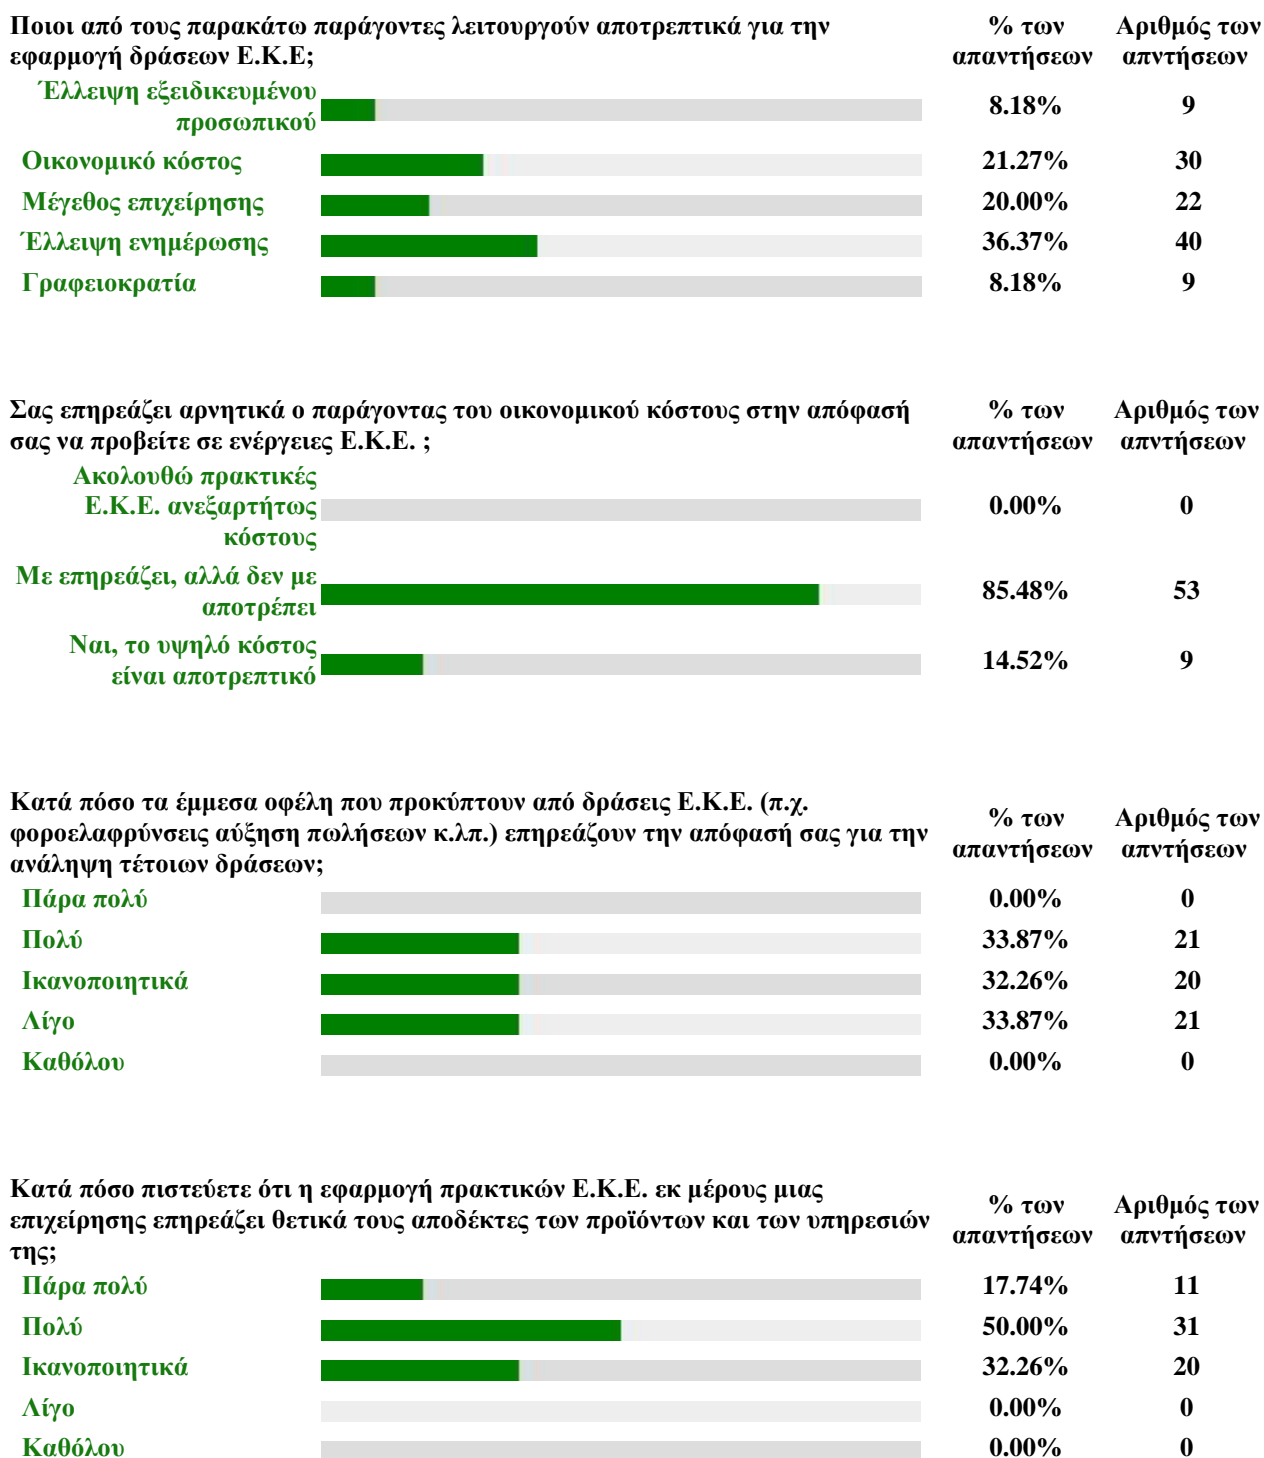 Ποιοι από τους παρακάτω παράγοντες λειτουργούν αποτρεπτικά για την % των Αριθμός των
εφαρμογή δράσεων Ε.Κ.Ε; απαντήσεων απντήσεων
Έλλειψη εξειδικευμένου
προσωπικού 8.18% 9
Οικονομικό κόστος 21.27% 30
Μέγεθος επιχείρησης 20.00% 22
Έλλειψη ενημέρωσης 36.37% 40
Γραφειοκρατία 8.18% 9
Σας επηρεάζει αρνητικά ο παράγοντας του οικονομικού κόστους στην απόφασή % των Αριθμός των
σας να προβείτε σε ενέργειες Ε.Κ.Ε. ; απαντήσεων απντήσεων
Ακολουθώ πρακτικές
Ε.Κ.Ε. ανεξαρτήτως 0.00% 0
κόστους
Με επηρεάζει, αλλά δεν με
αποτρέπει 85.48% 53
Ναι, το υψηλό κόστος
είναι αποτρεπτικό 14.52% 9
Κατά πόσο τα έμμεσα οφέλη που προκύπτουν από δράσεις Ε.Κ.Ε. (π.χ. % των Αριθμός των
φοροελαφρύνσεις αύξηση πωλήσεων κ.λπ.) επηρεάζουν την απόφασή σας για την απαντήσεων απντήσεων
ανάληψη τέτοιων δράσεων;
Πάρα πολύ 0.00% 0
Πολύ 33.87% 21
Ικανοποιητικά 32.26% 20
Λίγο 33.87% 21
Καθόλου 0.00% 0
Κατά πόσο πιστεύετε ότι η εφαρμογή πρακτικών Ε.Κ.Ε. εκ μέρους μιας % των Αριθμός των
επιχείρησης επηρεάζει θετικά τους αποδέκτες των προϊόντων και των υπηρεσιών απαντήσεων απντήσεων
της;
Πάρα πολύ 17.74% 11
Πολύ 50.00% 31
Ικανοποιητικά 32.26% 20
Λίγο 0.00% 0
Καθόλου 0.00% 0